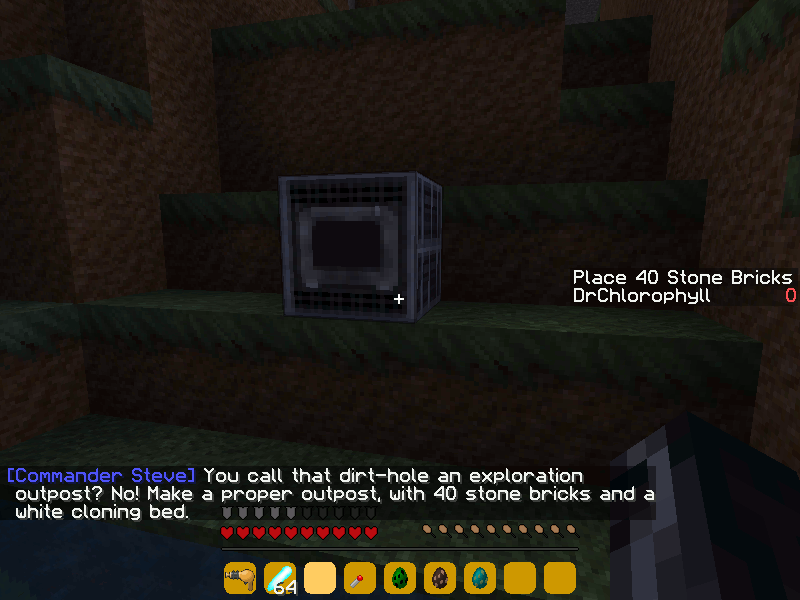 Place 40 Stone Bricks
DrChlorophyll 0
[Commander Steve] You call that dirt-hole an exploration
outpost? No! Make a proper outpost, with 40 stone bricks and a
white cloning bed.
64